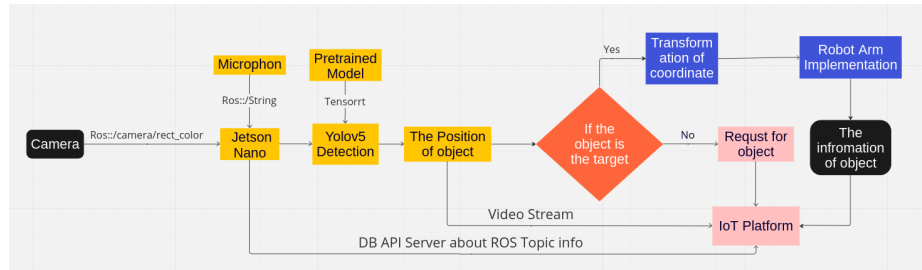 Microphon
Pretrained
Model
Yes
Transform
ation of
coordinate
Robot Arm
Implementation
Ros::/String
Tensorrt
Camera
Ros::/camera/rect_color
Jetson
Nano
Yolov5
Detection
The Position
of object
If the
object is
the target
No
Requst for
object
The
infromation
of object
Video Stream
IoT Platform
DB API Server about ROS Topic info